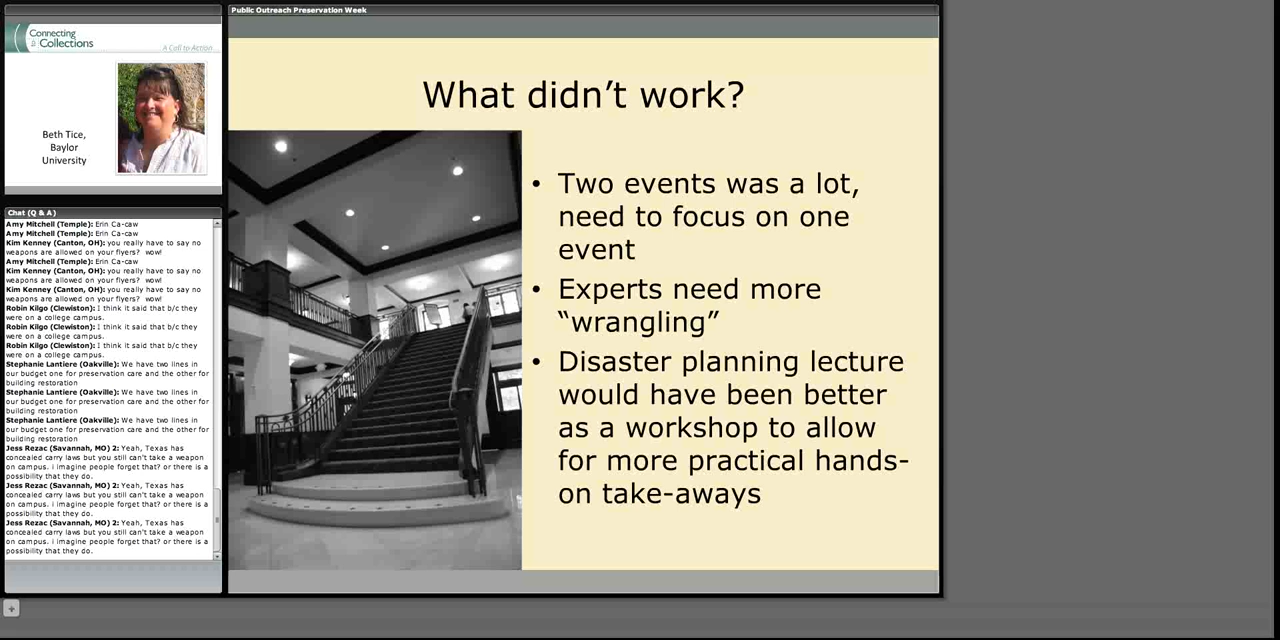 Public Outreach Preservation Week
Connecting
to Collections
A Call to Action
Beth Tice,
Baylor
University
Chat (Q & A)
Amy Mitchell (Temple): Erin Ca-caw
Amy Mitchell (Temple): Erin Ca-caw
Kim Kenney (Canton, OH): you really have to say no
weapons are allowed on your flyers? wow!
Amy Mitchell (Temple): Erin Ca-caw
Kim Kenney (Canton, OH): you really have to say no
weapons are allowed on your flyers? wow!
Kim Kenney (Canton, OH): you really have to say no
weapons are allowed on your flyers? wow!
Robin Kilgo (Clewiston): I think it said that b/c they
were on a college campus.
Robin Kilgo (Clewiston): I think it said that b/c they
were on a college campus.
Robin Kilgo (Clewiston): I think it said that b/c they
were on a college campus.
Stephanie Lantiere (Oakville): We have two lines in
our budget one for preservation care and the other for
building restoration
Stephanie Lantiere (Oakville): We have two lines in
our budget one for preservation care and the other for
building restoration
Stephanie Lantiere (Oakville): We have two lines in
our budget one for preservation care and the other for
building restoration
Jess Rezac (Savannah, MO) 2: Yeah, Texas has
concealed carry laws but you still can't take a weapon
on campus. i imagine people forget that? or there is a
possibility that they do.
Jess Rezac (Savannah, MO) 2: Yeah, Texas has
concealed carry laws but you still can't take a weapon
on campus. i imagine people forget that? or there is a
possibility that they do.
Jess Rezac (Savannah, MO) 2: Yeah, Texas has
concealed carry laws but you still can't take a weapon
on campus. i imagine people forget that? or there is a
possibility that they do.
What didn’t work?
• Two events was a lot,
need to focus on one
event
• Experts need more
“wrangling”
• Disaster planning lecture
would have been better
as a workshop to allow
for more practical hands-
on take-aways